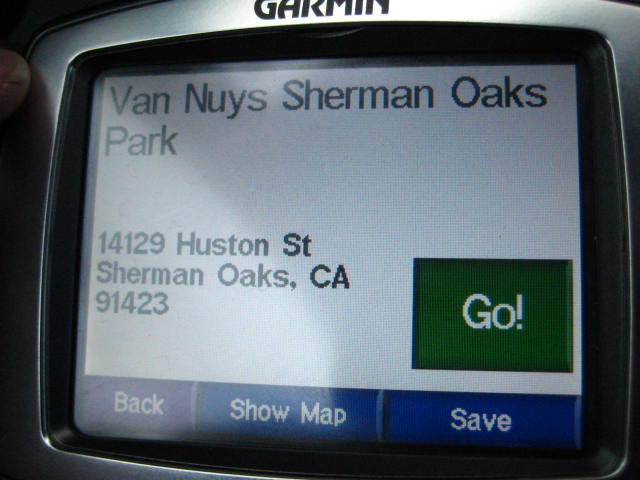 GARMIN
Van Nuys Sherman Oaks
Park
14129 Huston St
Sherman Oaks, CA
91423
Go!
Back
Show Map
Save